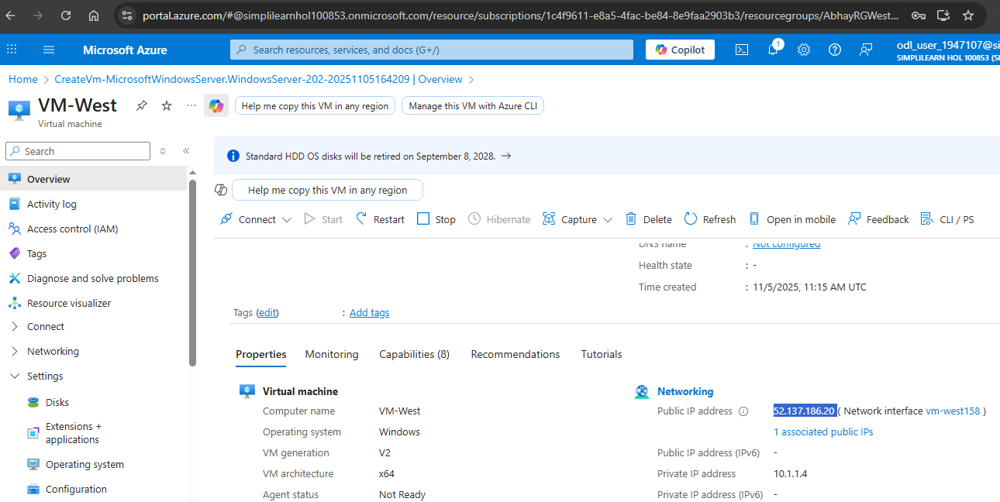 portal.azure.com/#@simplilearnhol100853.onmicrosoft.com/resource/subscriptions/1c4f9611-e8a5-4fac-be84-8e9faa2903b3/resourcegroups/AbhayRGWest...
Microsoft Azure
Search resources, services, and docs (G+/)
Copilot
1
odl_user_1947107@si
SIMPLILEARN HOL 100853 (SI
Home > CreateVm-MicrosoftWindowsServer.WindowsServer-202-20251105164209 | Overview >
VM-West
Virtual machine
Help me copy this VM in any region
Manage this VM with Azure CLI
Search
Overview
Activity log
Access control (IAM)
Tags
Diagnose and solve problems
Resource visualizer
Connect
Networking
Settings
Disks
Extensions +
applications
Operating system
Configuration
Standard HDD OS disks will be retired on September 8, 2028. →
Help me copy this VM in any region
Connect Start Restart Stop Hibernate Capture Delete Refresh Open in mobile Feedback CLI / PS
DNS name : Not configured
Health state : -
Time created : 11/5/2025, 11:15 AM UTC
Tags (edit) : Add tags
Properties Monitoring Capabilities (8) Recommendations Tutorials
Virtual machine
Computer name VM-West
Operating system Windows
VM generation V2
VM architecture x64
Agent status Not Ready
Networking
Public IP address 52.137.186.20 ( Network interface vm-west158 )
1 associated public IPs
Public IP address (IPv6) -
Private IP address 10.1.1.4
Private IP address (IPv6) -